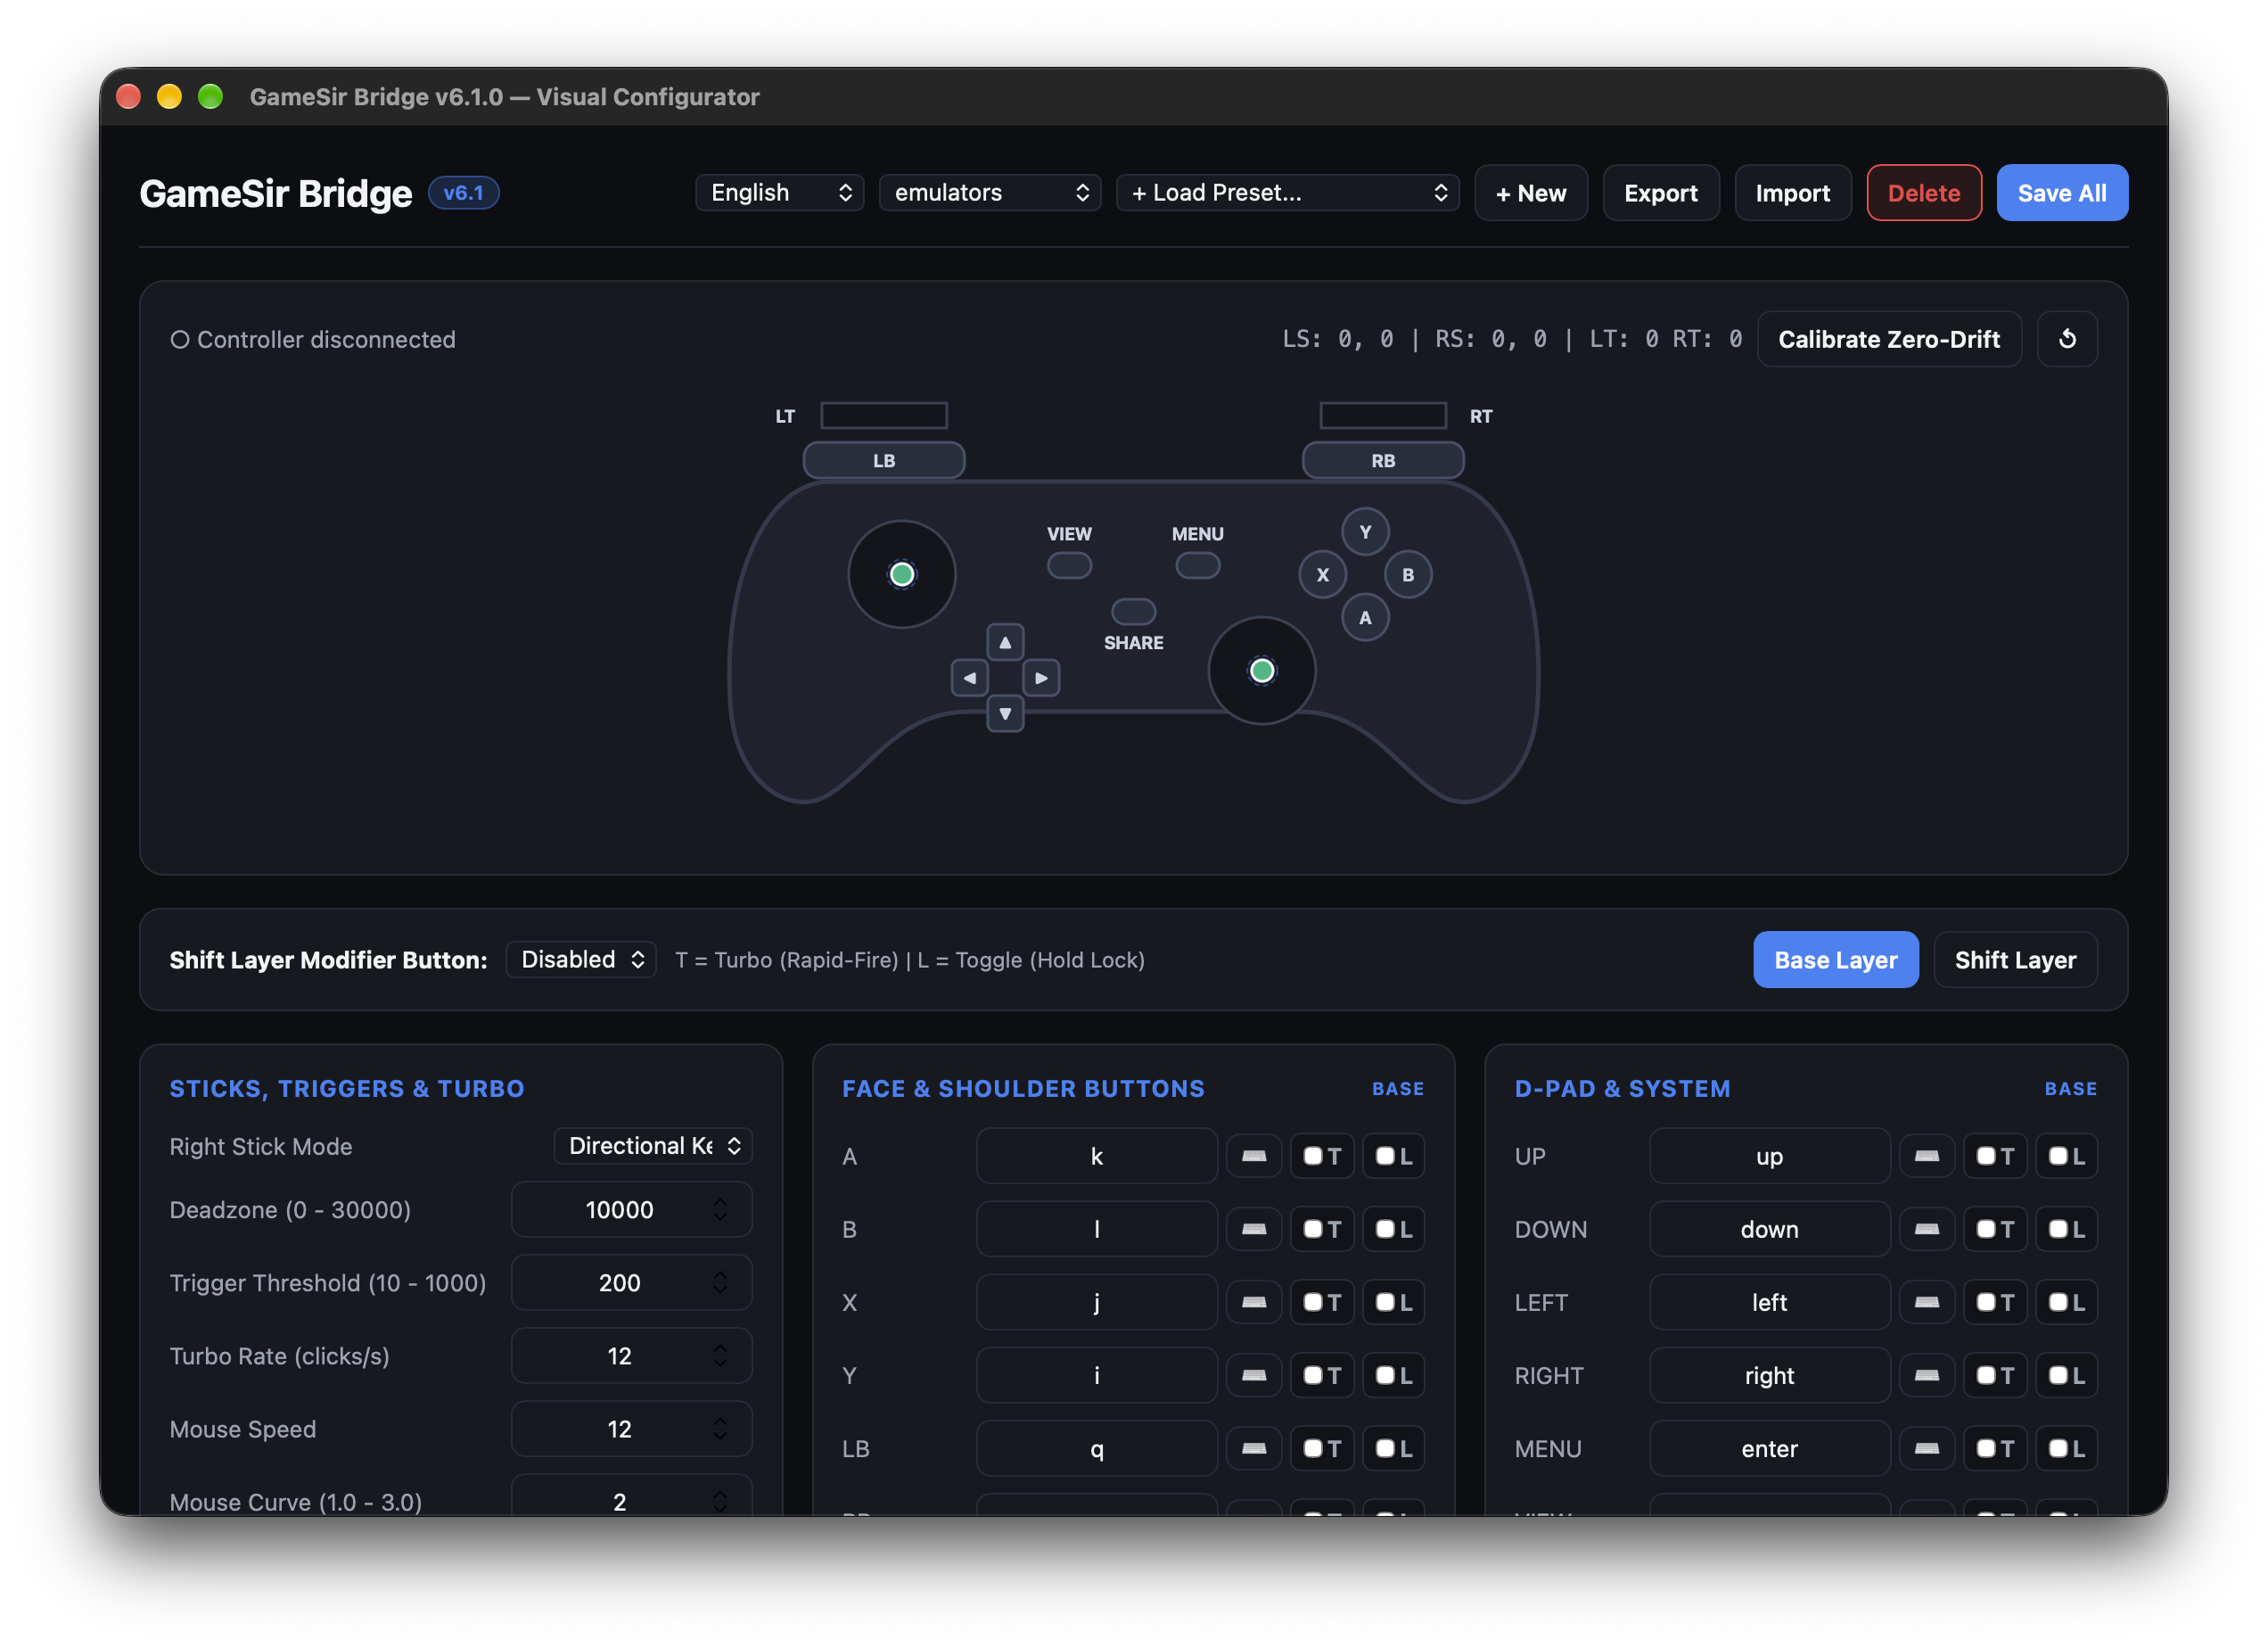 GameSir Bridge v6.1.0 — Visual Configurator
GameSir Bridge v6.1 English emulators + Load Preset... + New Export Import Delete Save All
Controller disconnected LS: 0, 0 | RS: 0, 0 | LT: 0 RT: 0 Calibrate Zero-Drift
LT RT
LB RB
VIEW MENU Y
X B
A
SHARE
Shift Layer Modifier Button: Disabled T = Turbo (Rapid-Fire) | L = Toggle (Hold Lock) Base Layer Shift Layer
STICKS, TRIGGERS & TURBO
Right Stick Mode Directional Ke
Deadzone (0 - 30000) 10000
Trigger Threshold (10 - 1000) 200
Turbo Rate (clicks/s) 12
Mouse Speed 12
Mouse Curve (1.0 - 3.0) 2
FACE & SHOULDER BUTTONS BASE
A k T L
B l T L
X j T L
Y i T L
LB q T L
D-PAD & SYSTEM BASE
UP up T L
DOWN down T L
LEFT left T L
RIGHT right T L
MENU enter T L